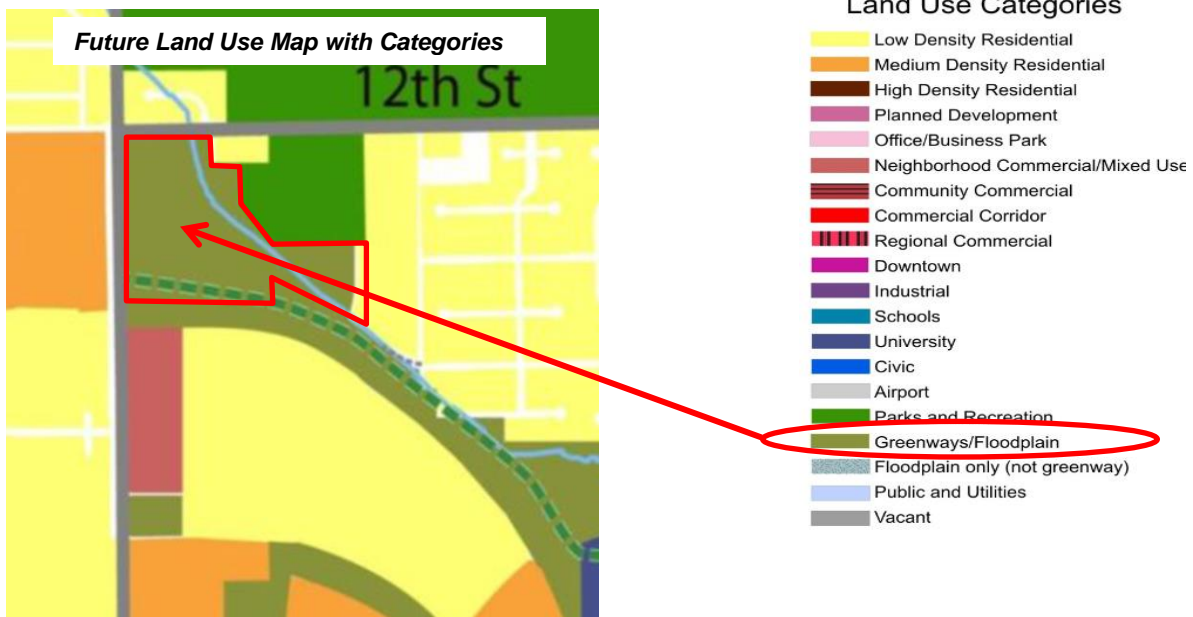 Future Land Use Map with Categories
12th St
Land Use Categories
Low Density Residential
Medium Density Residential
High Density Residential
Planned Development
Office/Business Park
Neighborhood Commercial/Mixed Use
Community Commercial
Commercial Corridor
Regional Commercial
Downtown
Industrial
Schools
University
Civic
Airport
Parks and Recreation
Greenways/Floodplain
Floodplain only (not greenway)
Public and Utilities
Vacant